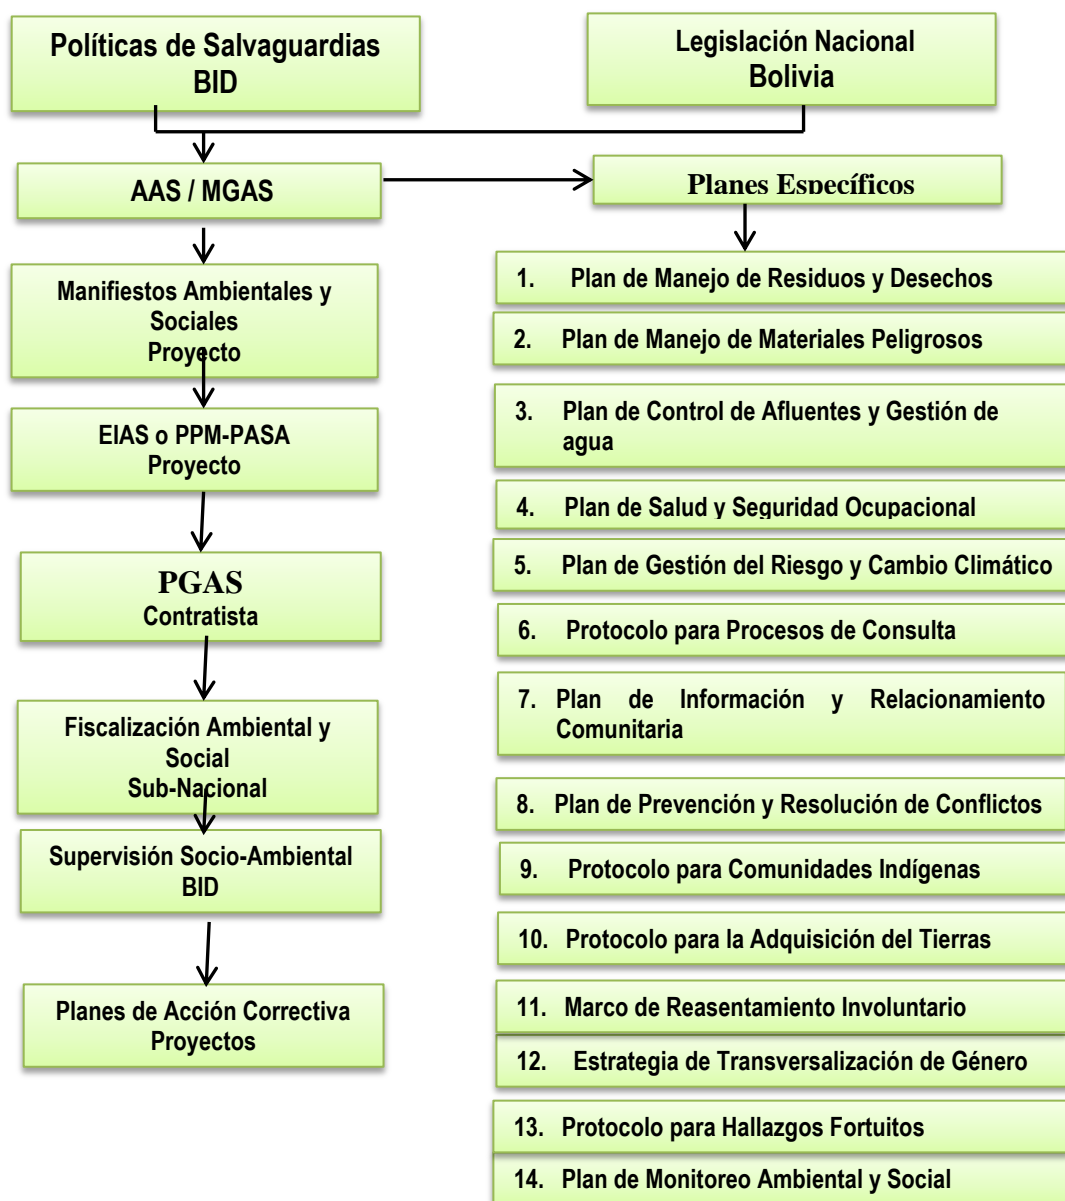 Políticas de Salvaguardias
BID
Legislación Nacional
Bolivia
AAS / MGAS
Planes Específicos
Manifiestos Ambientales y
Sociales
Proyecto
EIAS o PPM-PASA
Proyecto
PGAS
Contratista
Fiscalización Ambiental y
Social
Sub-Nacional
Supervisión Socio-Ambiental
BID
Planes de Acción Correctiva
Proyectos
1. Plan de Manejo de Residuos y Desechos
2. Plan de Manejo de Materiales Peligrosos
3. Plan de Control de Afluentes y Gestión de
agua
4. Plan de Salud y Seguridad Ocupacional
5. Plan de Gestión del Riesgo y Cambio Climático
6. Protocolo para Procesos de Consulta
7. Plan de Información y Relacionamiento
Comunitaria
8. Plan de Prevención y Resolución de Conflictos
9. Protocolo para Comunidades Indígenas
10. Protocolo para la Adquisición del Tierras
11. Marco de Reasentamiento Involuntario
12. Estrategia de Transversalización de Género
13. Protocolo para Hallazgos Fortuitos
14. Plan de Monitoreo Ambiental y Social